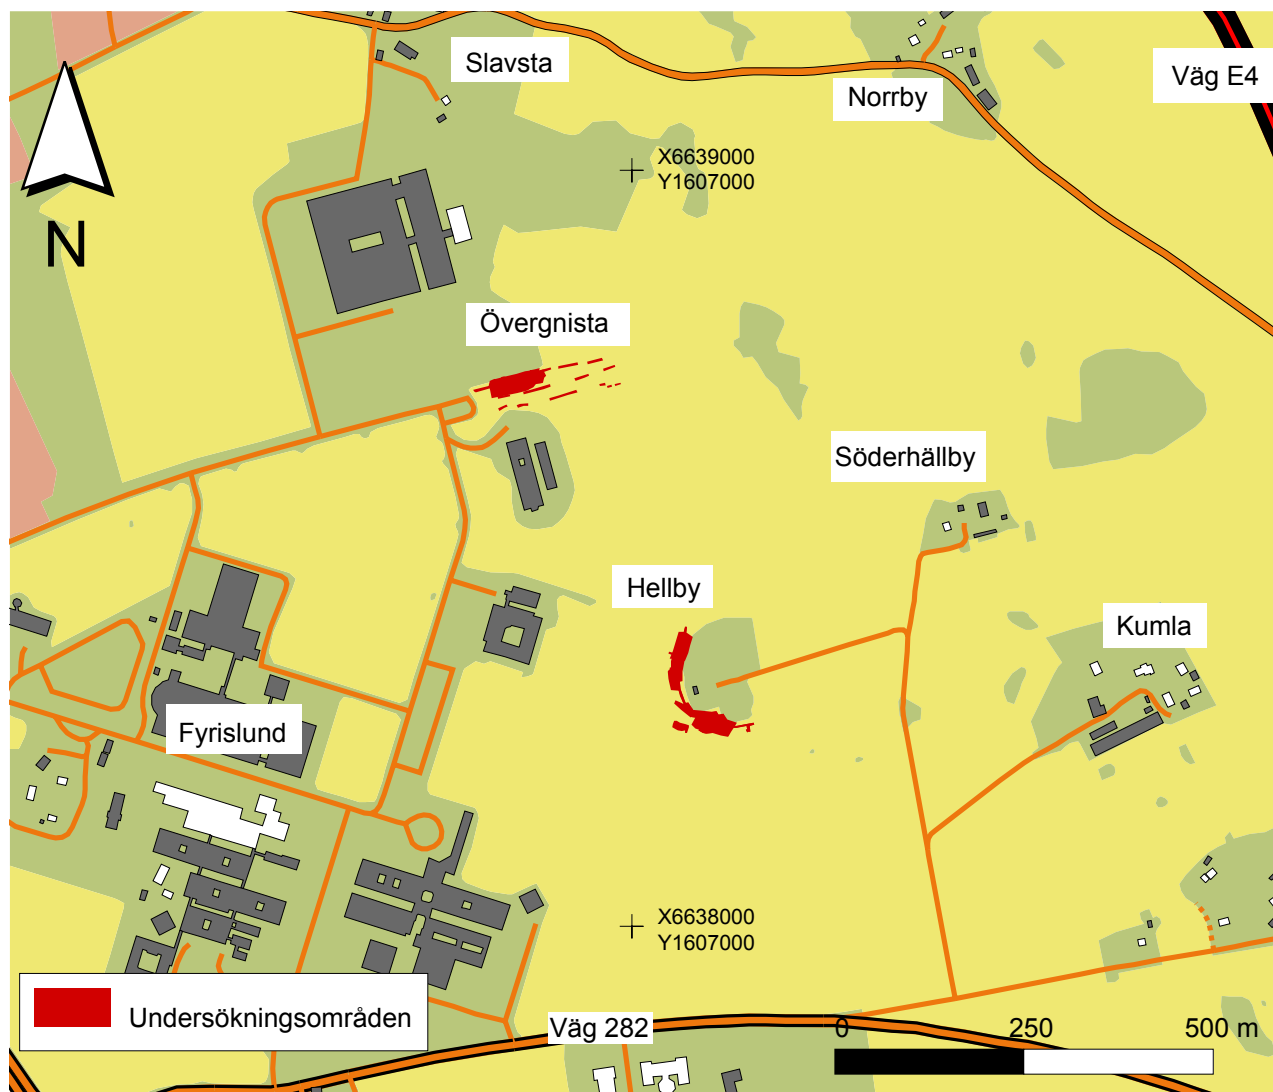 Slavsta
Väg E4
Norrby
X6639000
Y1607000
N
Övergnista
Söderhällby
Hellby
Kumla
Fyrislund
X6638000
Y1607000
Undersökningsområden
Väg 282
0 250 500 m